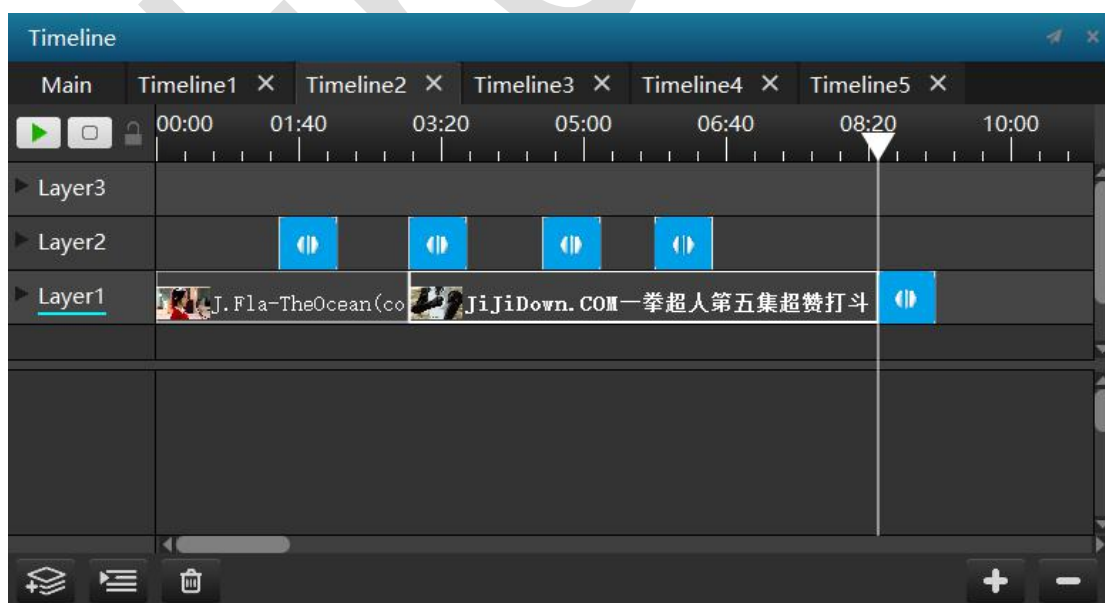 Timeline
Main Timeline1 Timeline2 Timeline3 Timeline4 Timeline5
00:00 01:40 03:20 05:00 06:40 08:20 10:00
Layer3
Layer2
Layer1 J.Fla-TheOcean(co JiJiDown.COM一拳超人第五集超赞打斗